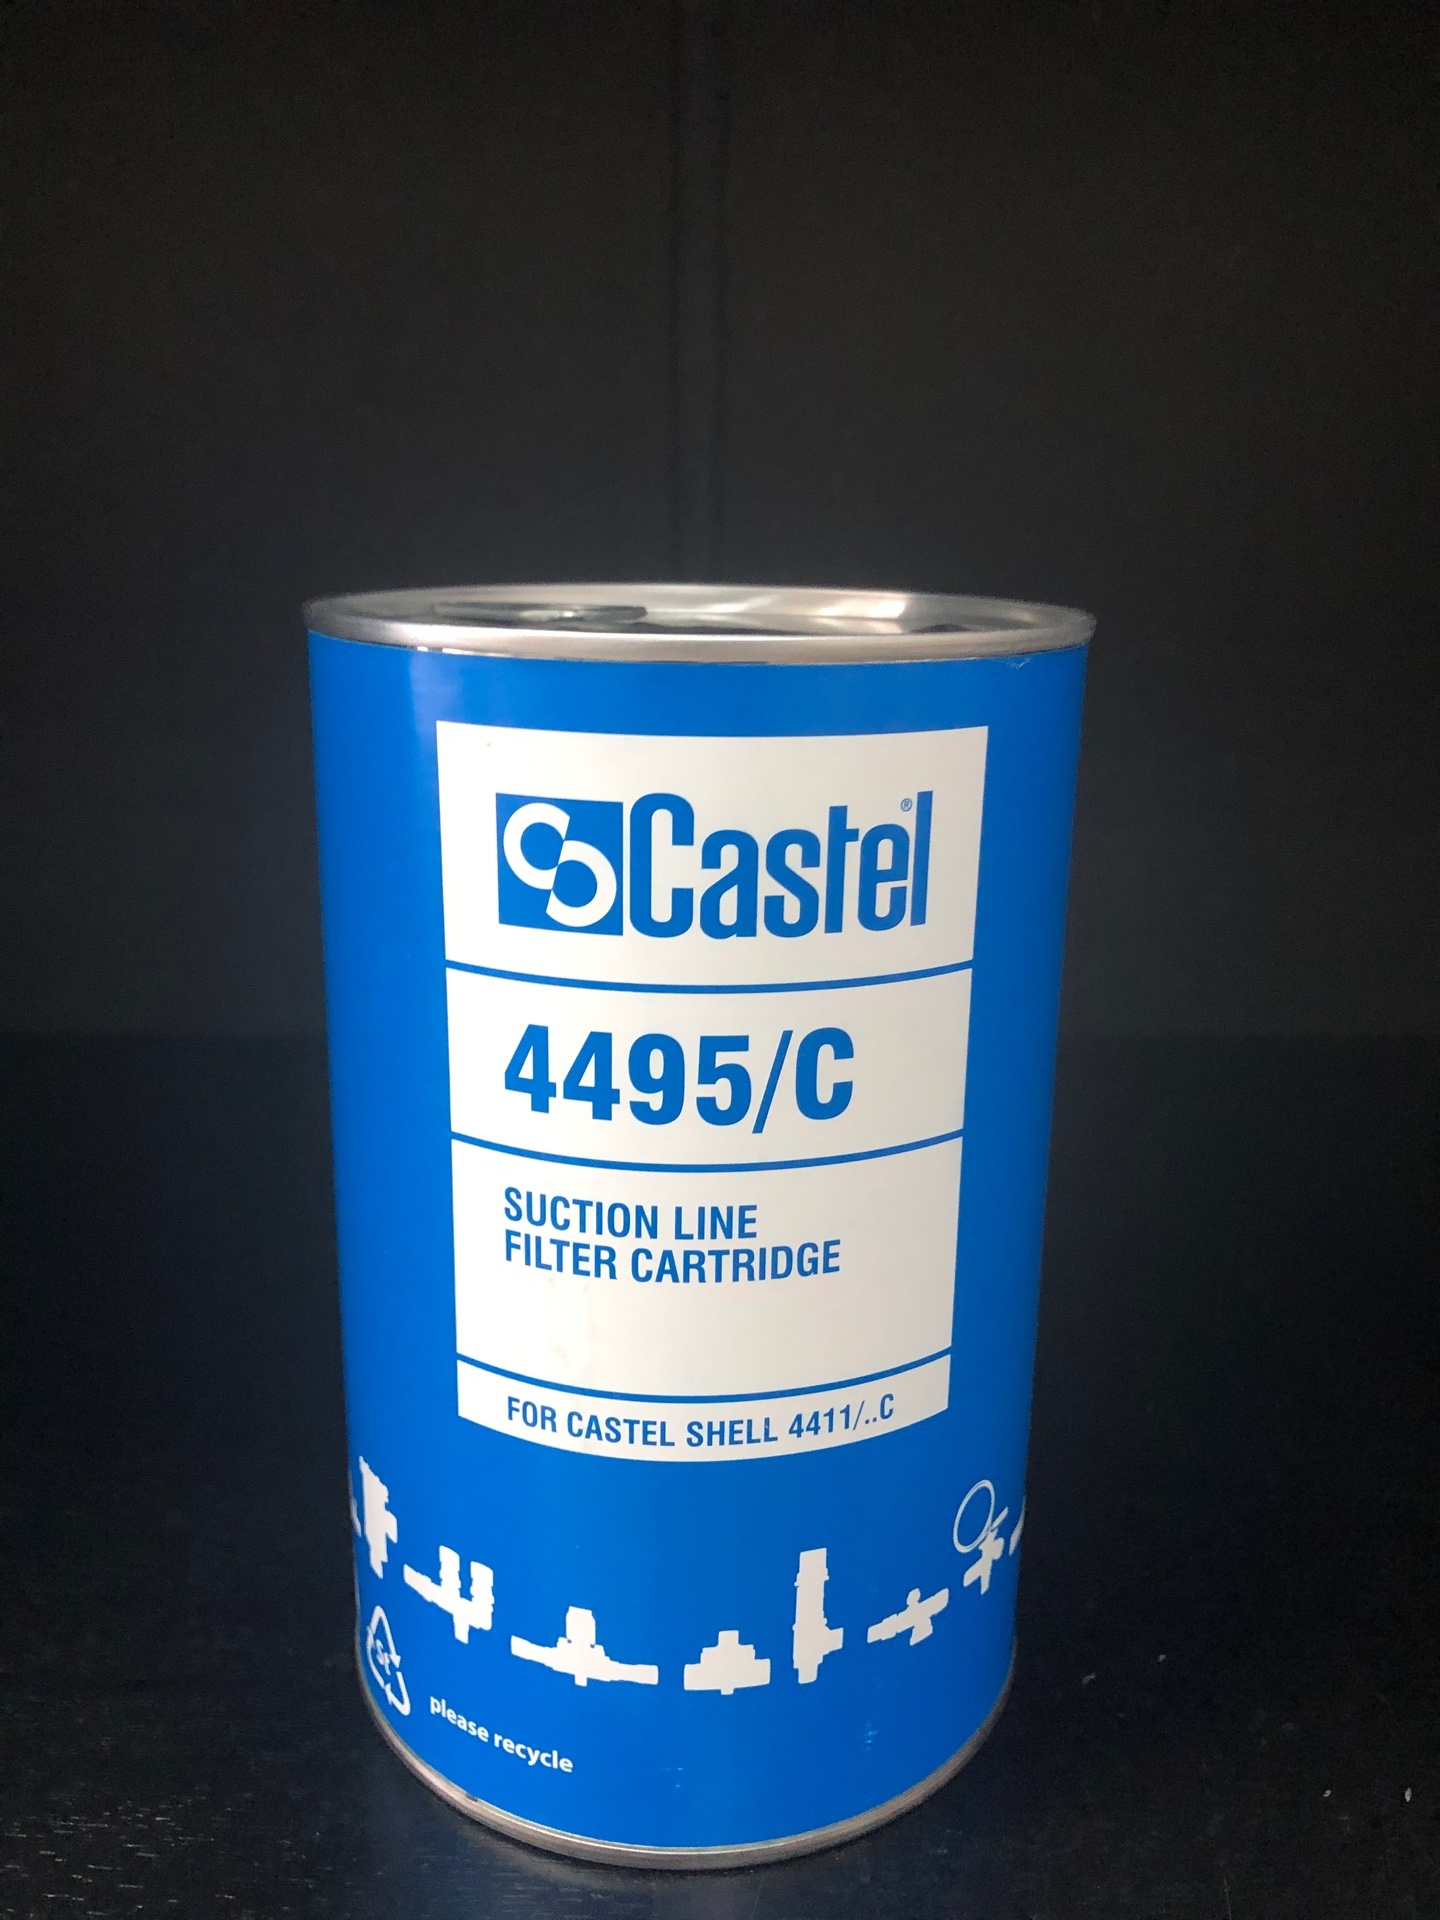 Castel®
4495/C
SUCTION LINE
FILTER CARTRIDGE
FOR CASTEL SHELL 4411/..C
please recycle